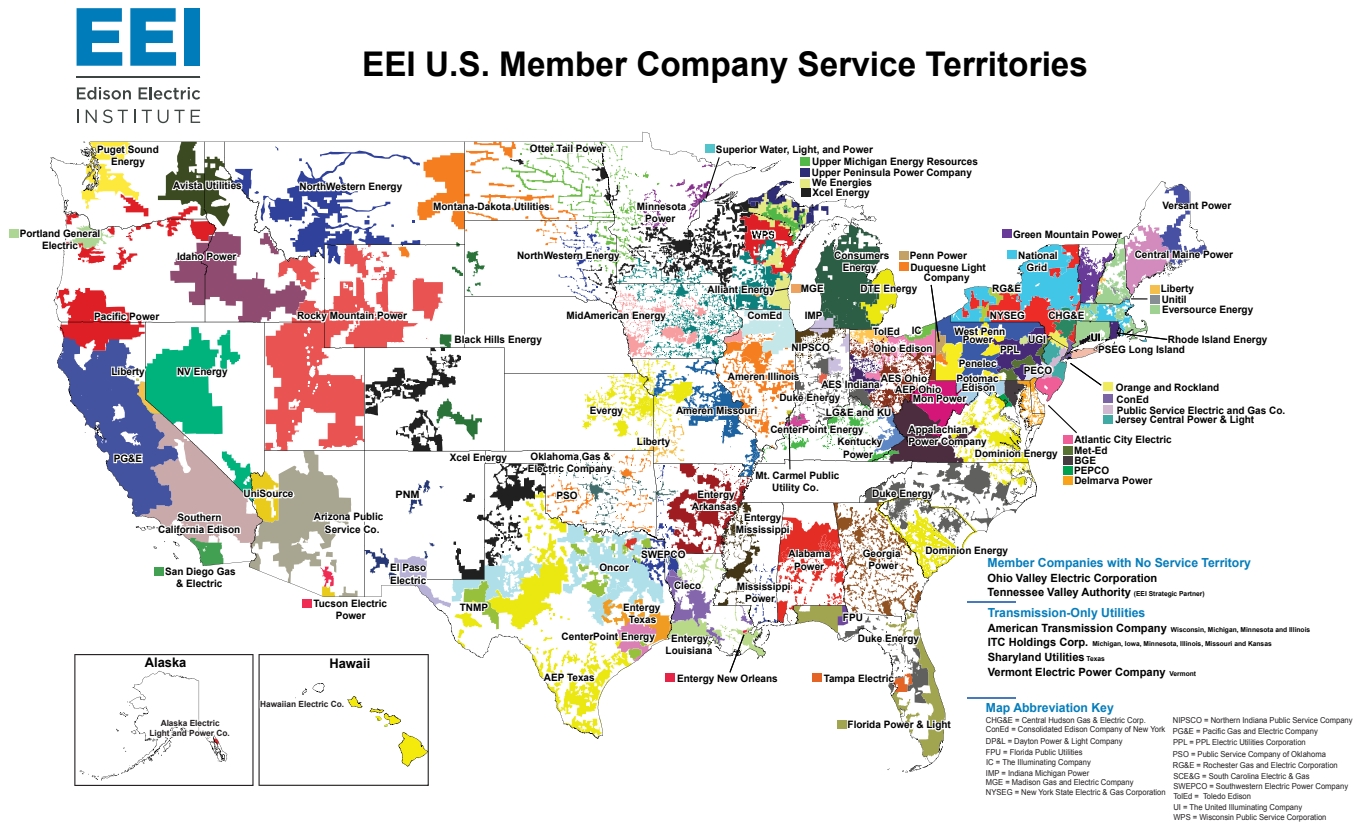 EEI
Edison Electric
INSTITUTE
EEI U.S. Member Company Service Territories
Puget Sound
Energy
Avista Utilities
NorthWestern Energy
Montana-Dakota Utilities
Otter Tail Power
Superior Water, Light, and Power
Upper Michigan Energy Resources
Upper Peninsula Power Company
We Energies
Xcel Energy
Minnesota
Power
Versant Power
Portland General
Electric
Idaho Power
NorthWestern Energy
WPS
Consumers
Energy
Penn Power
Duquesne Light
Company
Green Mountain Power
National
Grid
Central Maine Power
Pacific Power
Rocky Mountain Power
MidAmerican Energy
Alliant Energy
MGE
DTE Energy
RG&E
NYSEG
CHG&E
Liberty
Unitil
Eversource Energy
Black Hills Energy
ComEd
IMP
TolEd
IC
West Penn
Power
UGI
UI
Rhode Island Energy
PSEG Long Island
NIPSCO
Ohio Edison
PPL
Penelec
PECO
Liberty
NV Energy
Ameren Illinois
AES Indiana
AES Ohio
AEP Ohio
Mon Power
Potomac
Edison
Orange and Rockland
ConEd
Public Service Electric and Gas Co.
Jersey Central Power & Light
Duke Energy
Evergy
Ameren Missouri
LG&E and KU
CenterPoint Energy
Kentucky
Power
Appalachian
Power Company
Dominion Energy
Atlantic City Electric
Met-Ed
BGE
PEPCO
Delmarva Power
PG&E
Liberty
Xcel Energy
Oklahoma Gas &
Electric Company
Mt. Carmel Public
Utility Co.
UniSource
PNM
PSO
Entergy
Arkansas
Duke Energy
Southern
California Edison
Arizona Public
Service Co.
Entergy
Mississippi
Alabama
Power
Georgia
Power
Dominion Energy
San Diego Gas
& Electric
El Paso
Electric
SWEPCO
Oncor
Cleco
Mississippi
Power
Tucson Electric
Power
TNMP
Entergy
Texas
CenterPoint Energy
Entergy
Louisiana
FPU
Duke Energy
AEP Texas
Entergy New Orleans
Tampa Electric
Florida Power & Light
Alaska
Alaska Electric
Light and Power Co.
Hawaii
Hawaiian Electric Co.
Member Companies with No Service Territory
Ohio Valley Electric Corporation
Tennessee Valley Authority (EEI Strategic Partner)
Transmission-Only Utilities
American Transmission Company Wisconsin, Michigan, Minnesota and Illinois
ITC Holdings Corp. Michigan, Iowa, Minnesota, Illinois, Missouri and Kansas
Sharyland Utilities Texas
Vermont Electric Power Company Vermont
Map Abbreviation Key
CHG&E = Central Hudson Gas & Electric Corp.
ConEd = Consolidated Edison Company of New York
DP&L = Dayton Power & Light Company
FPU = Florida Public Utilities
IC = The Illuminating Company
IMP = Indiana Michigan Power
MGE = Madison Gas and Electric Company
NYSEG = New York State Electric & Gas Corporation
NIPSCO = Northern Indiana Public Service Company
PG&E = Pacific Gas and Electric Company
PPL = PPL Electric Utilities Corporation
PSO = Public Service Company of Oklahoma
RG&E = Rochester Gas and Electric Corporation
SCE&G = South Carolina Electric & Gas
SWEPCO = Southwestern Electric Power Company
TolEd = Toledo Edison
UI = The United Illuminating Company
WPS = Wisconsin Public Service Corporation